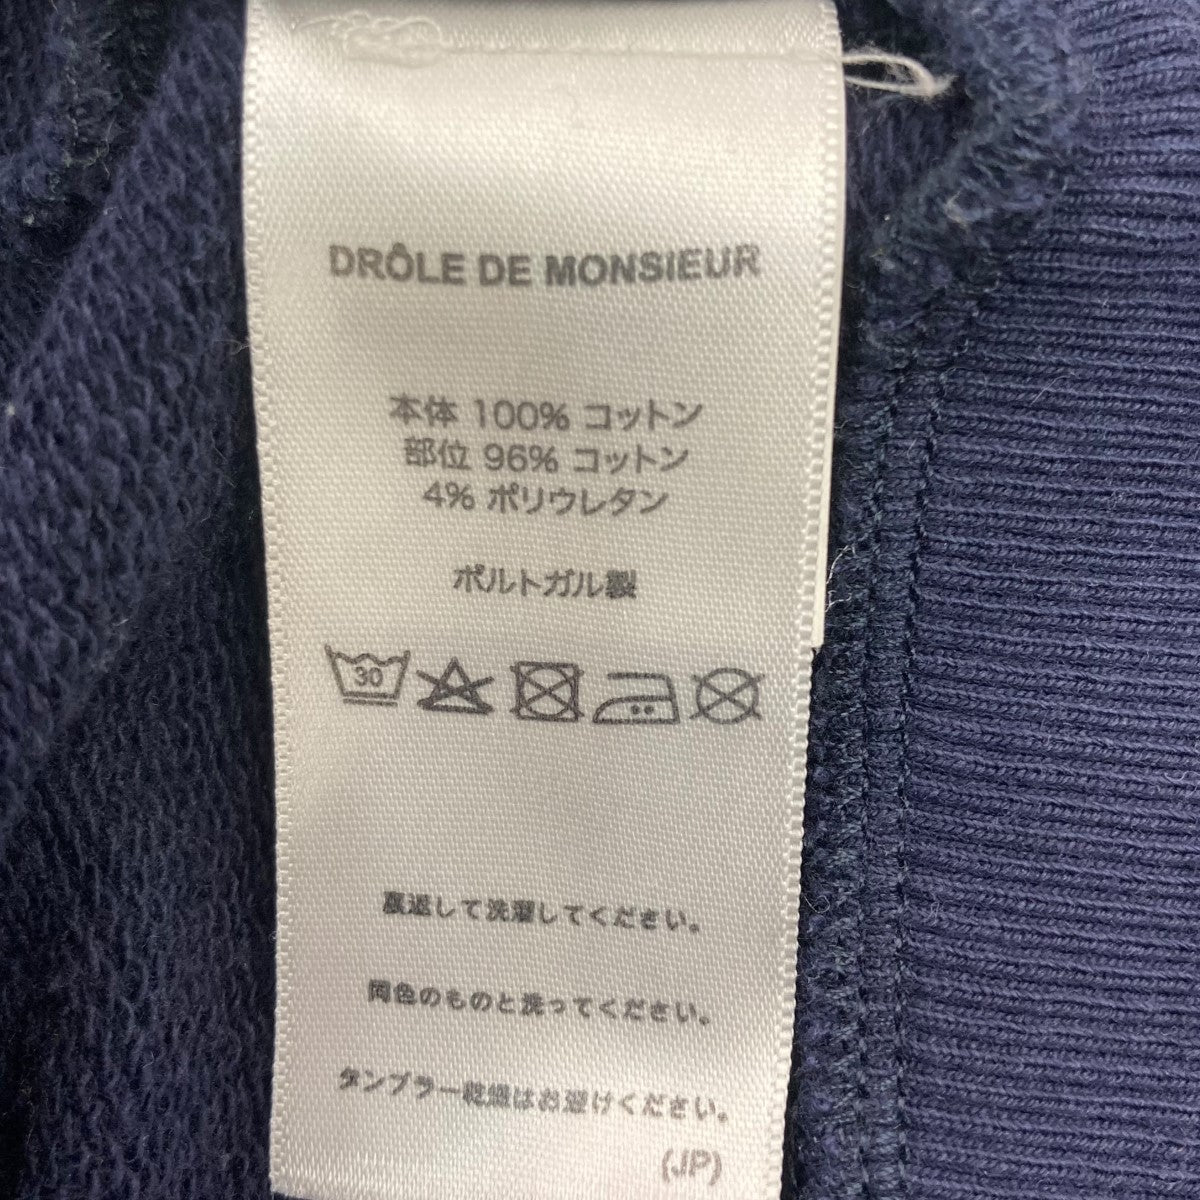 DRÔLE DE MONSIEUR
本体 100% コットン
部位 96% コットン
4% ポリウレタン
ポルトガル製
30
裏返して洗濯してください。
同色のものと洗ってください。
タンブラー乾燥はお避けください。
(JP)